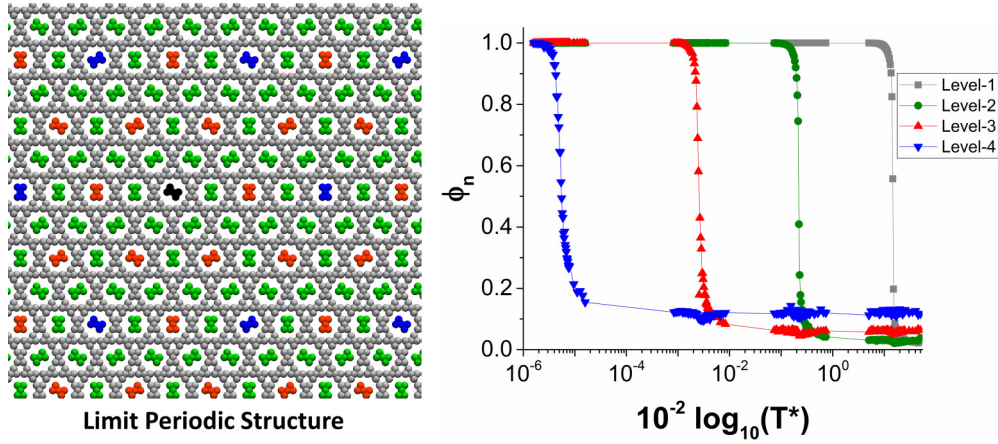 Limit Periodic Structure
ϕn
1.0
0.8
0.6
0.4
0.2
0.0
10-6
10-4
10-2
100
10-2 log10(T*)
Level-1
Level-2
Level-3
Level-4